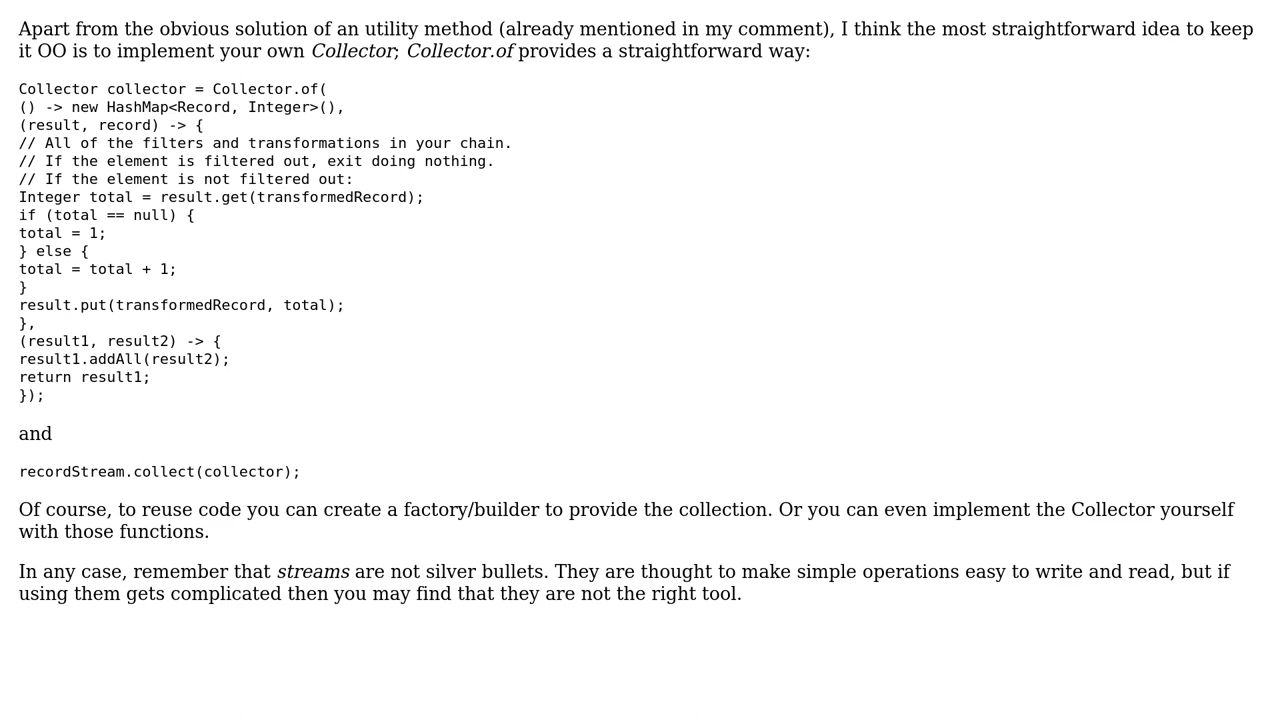 Apart from the obvious solution of an utility method (already mentioned in my comment), I think the most straightforward idea to keep
it OO is to implement your own Collector; Collector.of provides a straightforward way:
Collector collector = Collector.of(
() -> new HashMap<Record, Integer>(),
(result, record) -> {
// All of the filters and transformations in your chain.
// If the element is filtered out, exit doing nothing.
// If the element is not filtered out:
Integer total = result.get(transformedRecord);
if (total == null) {
total = 1;
} else {
total = total + 1;
}
result.put(transformedRecord, total);
},
(result1, result2) -> {
result1.addAll(result2);
return result1;
});
and
recordStream.collect(collector);
Of course, to reuse code you can create a factory/builder to provide the collection. Or you can even implement the Collector yourself
with those functions.
In any case, remember that streams are not silver bullets. They are thought to make simple operations easy to write and read, but if
using them gets complicated then you may find that they are not the right tool.